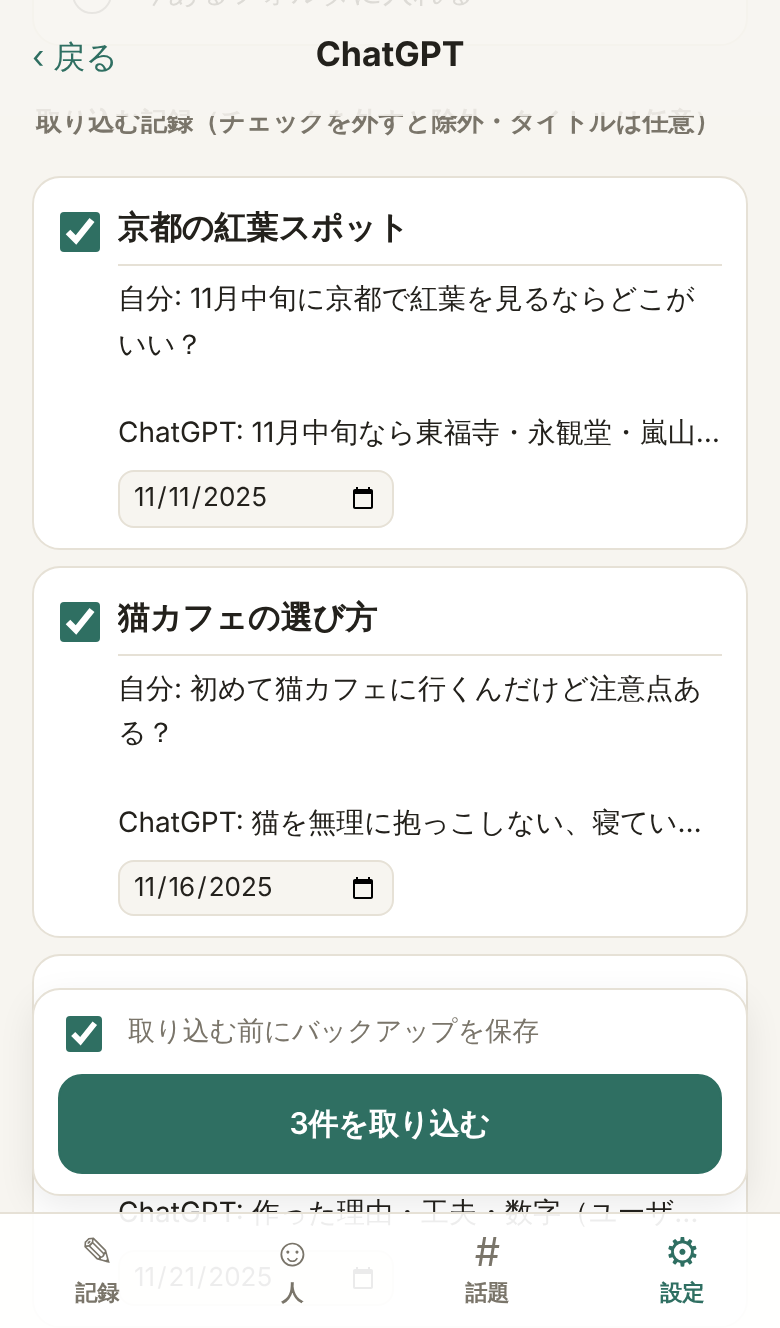 ‹ 戻る
ChatGPT
取り込む記録（チェックを外すと除外・タイトルは任意）
京都の紅葉スポット
自分: 11月中旬に京都で紅葉を見るならどこが
いい？
ChatGPT: 11月中旬なら東福寺・永観堂・嵐山…
11/11/2025
猫カフェの選び方
自分: 初めて猫カフェに行くんだけど注意点あ
る？
ChatGPT: 猫を無理に抱っこしない、寝てい…
11/16/2025
取り込む前にバックアップを保存
3件を取り込む
ChatGPT: 作った理由・工夫・数字（ユーザ…
11/21/2025
記録
人
# 
話題
設定